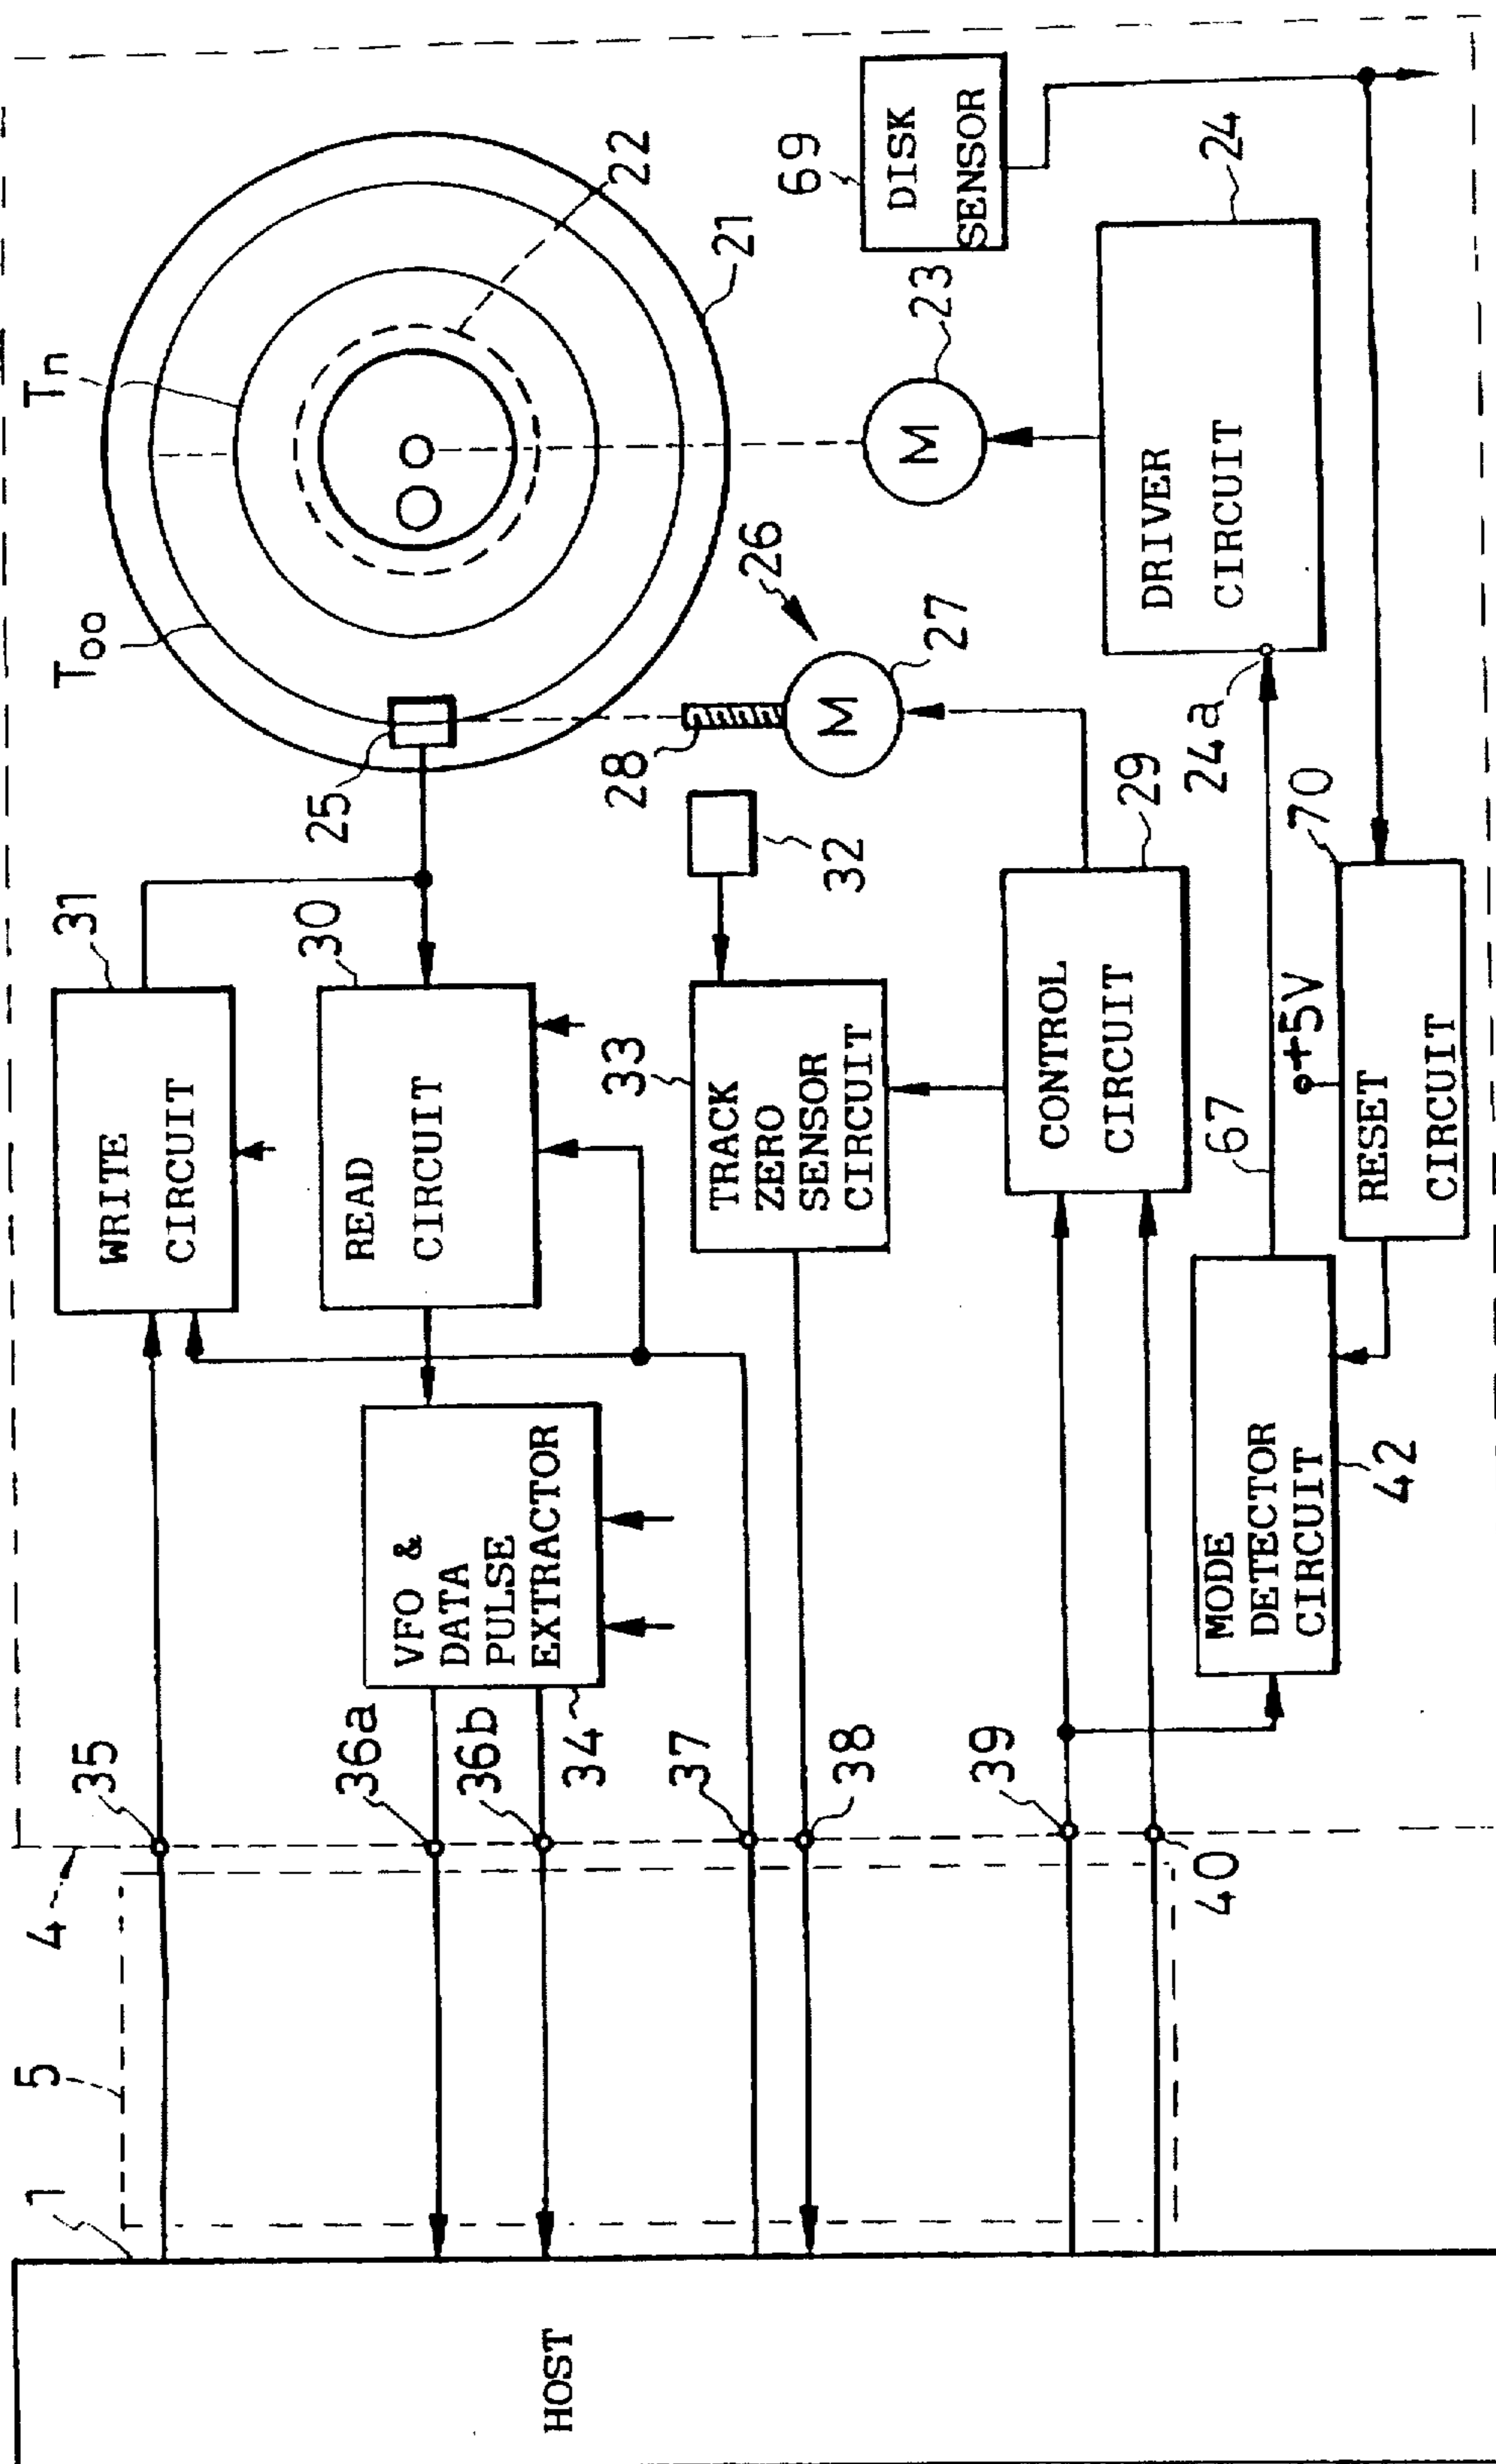 HOST
1
5
4
35
WRITE
CIRCUIT
31
Tn
Too
36a
36b
VFO &
DATA
PULSE
EXTRACTOR
34
READ
CIRCUIT
30
25
22
21
37
38
TRACK
ZERO
SENSOR
CIRCUIT
33
32
28
26
M
27
M
23
69
DISK
SENSOR
39
40
CONTROL
CIRCUIT
29
24a
DRIVER
CIRCUIT
24
MODE
DETECTOR
CIRCUIT
42
67
+5V
70
RESET
CIRCUIT